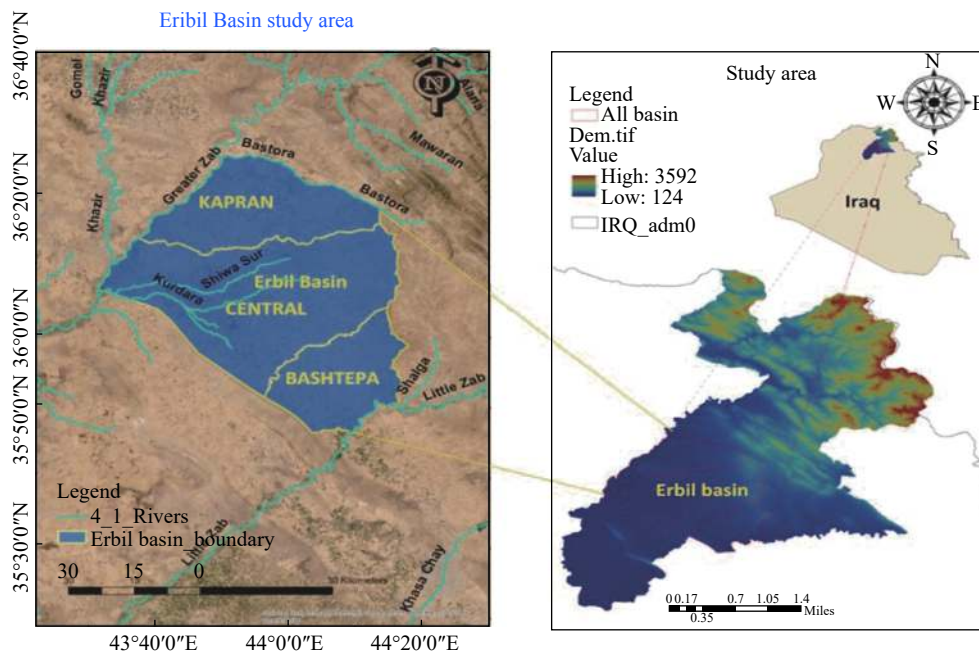 Eribil Basin study area
36°40′0″N
36°20′0″N
36°0′0″N
35°50′0″N
35°30′0″N
Gomel
Khazir
Khazir
Greater Zab
Bastora
Bastora
Mawaran
Alana
N
KAPRAN
Shiwa Sur
Kurdara
Erbil Basin
CENTRAL
BASHTEPA
Shalga
Little Zab
Little Zab
Khasa Chay
Legend
4_1_Rivers
Erbil basin_boundary
30 15 0
30 Kilometers
43°40′0″N
44°0′0″N
44°20′0″N
Study area
Legend
All basin
Dem.tif
Value
High: 3592
Low: 124
IRQ_adm0
N
W E
S
Iraq
Erbil basin
0 0.17 0.7 1.05 1.4
0.35
Miles